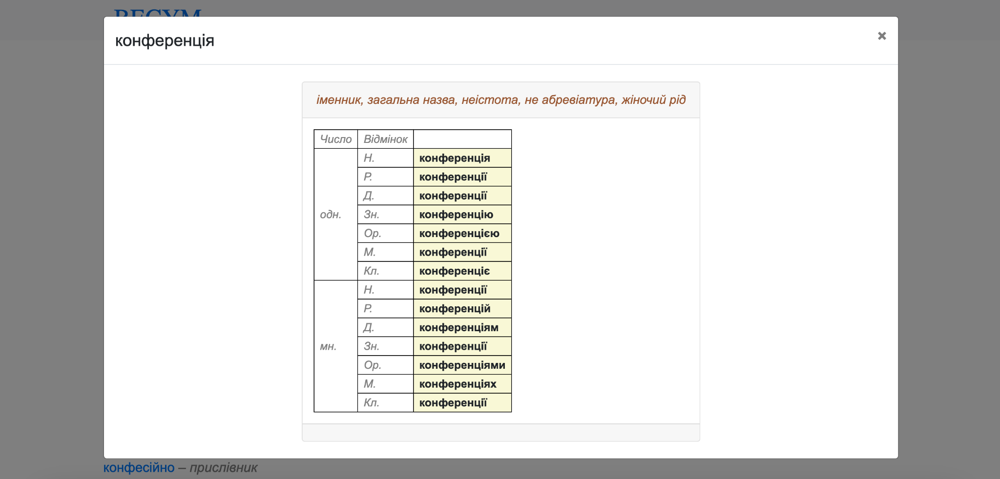 ВЕСУМ
конференція
×
іменник, загальна назва, неістота, не абревіатура, жіночий рід
Число Відмінок
одн. Н. конференція
Р. конференції
Д. конференції
Зн. конференцію
Ор. конференцією
М. конференції
Кл. конференціє
мн. Н. конференції
Р. конференцій
Д. конференціям
Зн. конференції
Ор. конференціями
М. конференціях
Кл. конференції
конфесійно – прислівник